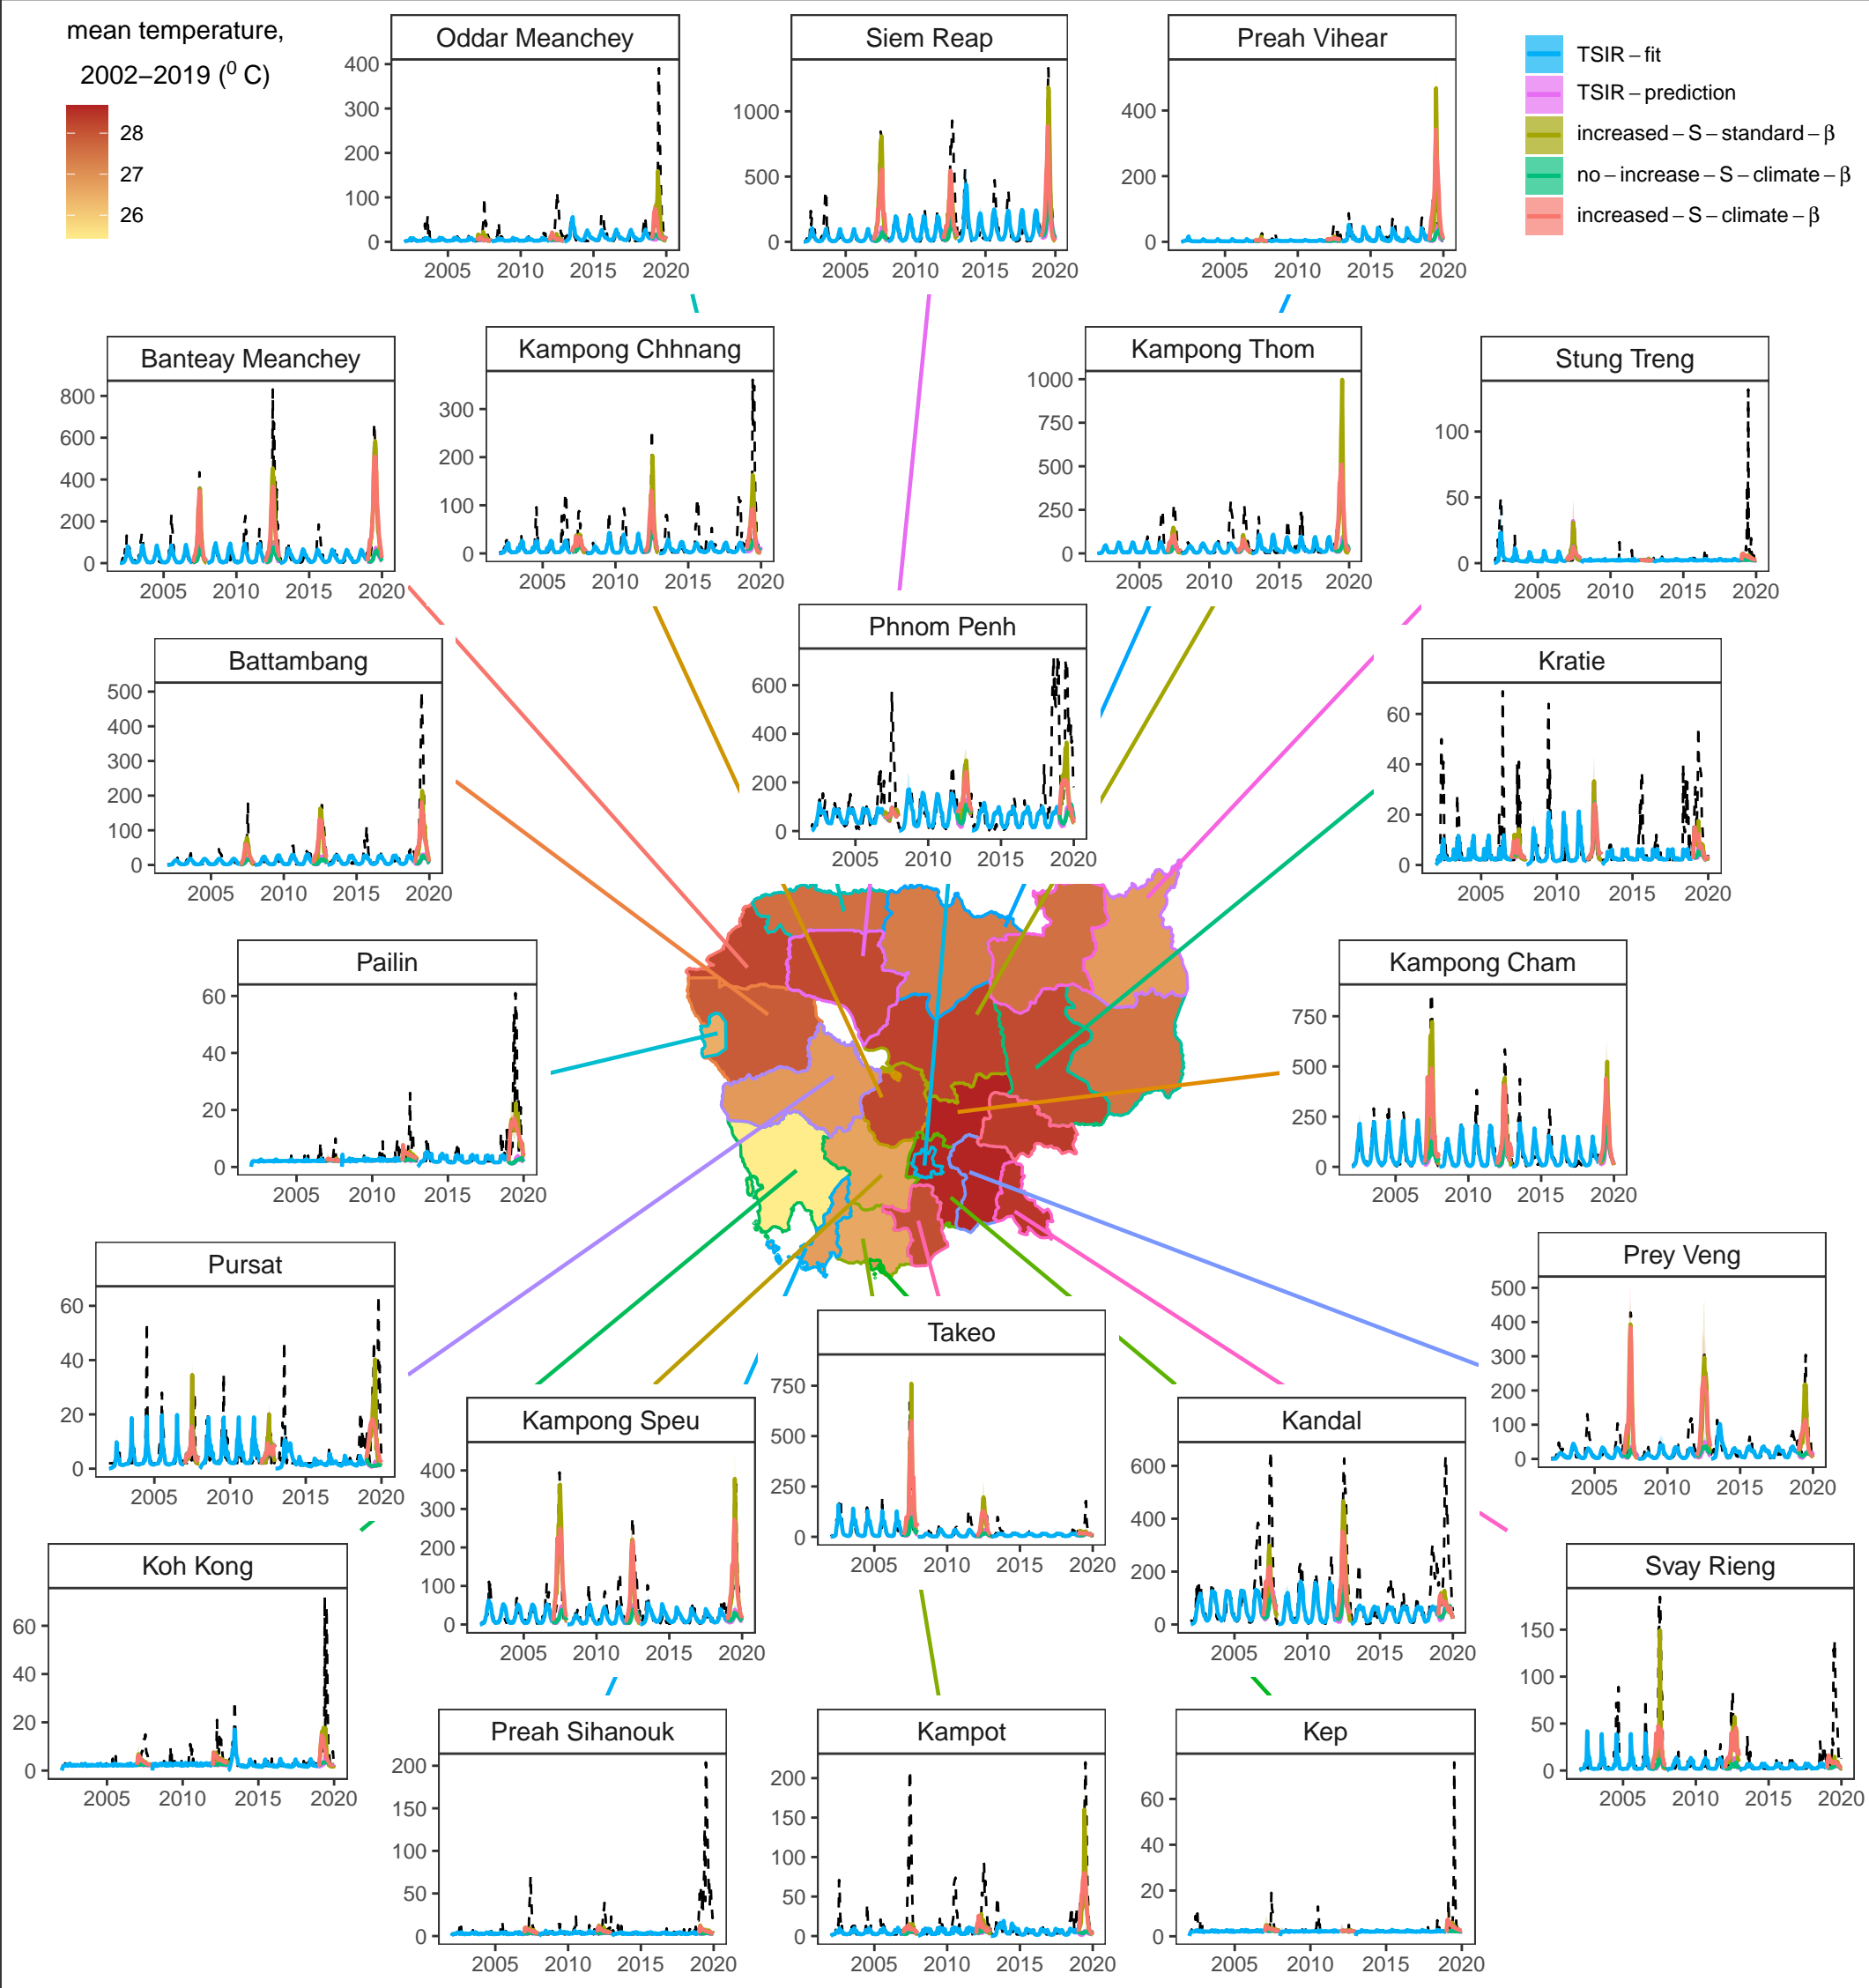 mean temperature,
2002–2019 (⁰ C)
28
27
26
TSIR – fit
TSIR – prediction
increased – S – standard – β
no – increase – S – climate – β
increased – S – climate – β
Oddar Meanchey
400
300
200
100
0
2005 2010 2015 2020
Siem Reap
1000
500
0
2005 2010 2015 2020
Preah Vihear
400
200
0
2005 2010 2015 2020
Banteay Meanchey
800
600
400
200
0
2005 2010 2015 2020
Kampong Chhnang
300
200
100
0
2005 2010 2015 2020
Kampong Thom
1000
750
500
250
0
2005 2010 2015 2020
Stung Treng
100
50
0
2005 2010 2015 2020
Battambang
500
400
300
200
100
0
2005 2010 2015 2020
Phnom Penh
600
400
200
0
2005 2010 2015 2020
Kratie
60
40
20
0
2005 2010 2015 2020
Pailin
60
40
20
0
2005 2010 2015 2020
Kampong Cham
750
500
250
0
2005 2010 2015 2020
Pursat
60
40
20
0
2005 2010 2015 2020
Prey Veng
500
400
300
200
100
0
2005 2010 2015 2020
Takeo
750
500
250
0
2005 2010 2015 2020
Kampong Speu
400
300
200
100
0
2005 2010 2015 2020
Kandal
600
400
200
0
2005 2010 2015 2020
Koh Kong
60
40
20
0
2005 2010 2015 2020
Svay Rieng
150
100
50
0
2005 2010 2015 2020
Preah Sihanouk
200
150
100
50
0
2005 2010 2015 2020
Kampot
200
150
100
50
0
2005 2010 2015 2020
Kep
60
40
20
0
2005 2010 2015 2020